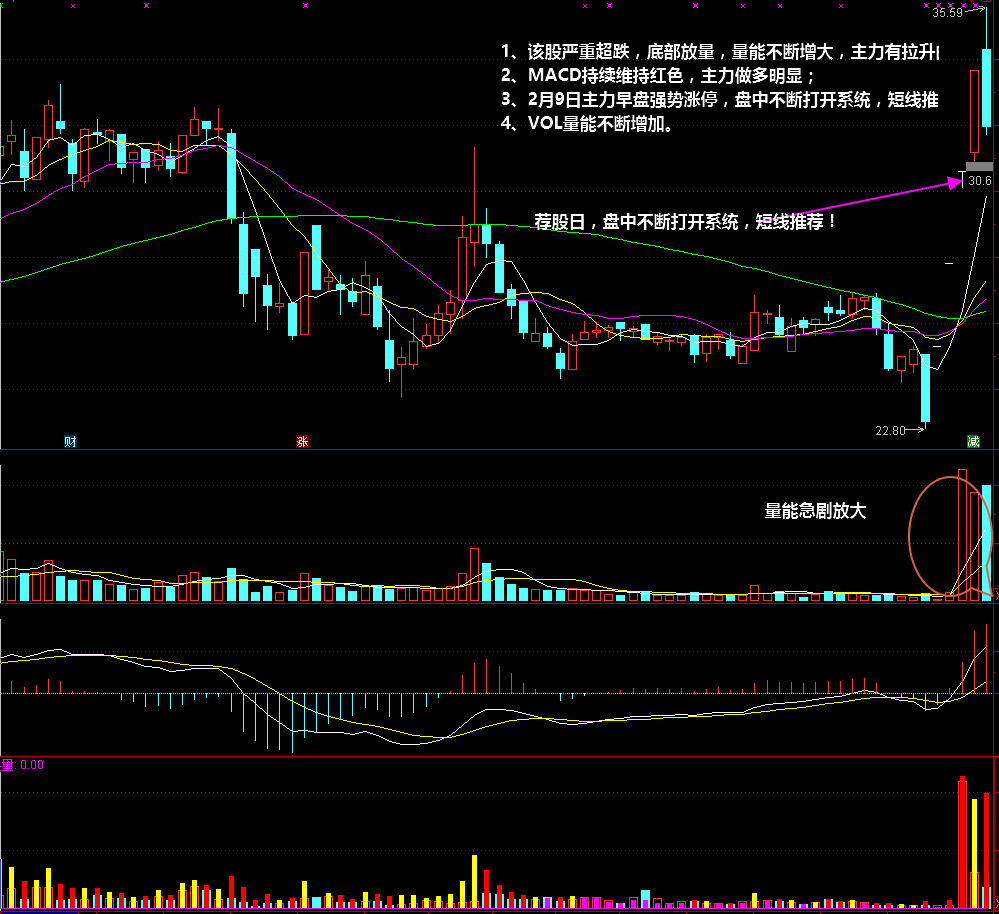 35.59
1、该股严重超跌，底部放量，量能不断增大，主力有拉升
2、MACD持续维持红色，主力做多明显；
3、2月9日主力早盘强势涨停，盘中不断打开系统，短线推
4、VOL量能不断增加。
30.6
荐股日，盘中不断打开系统，短线推荐！
22.80
财
涨
减
量能急剧放大
量: 0.00